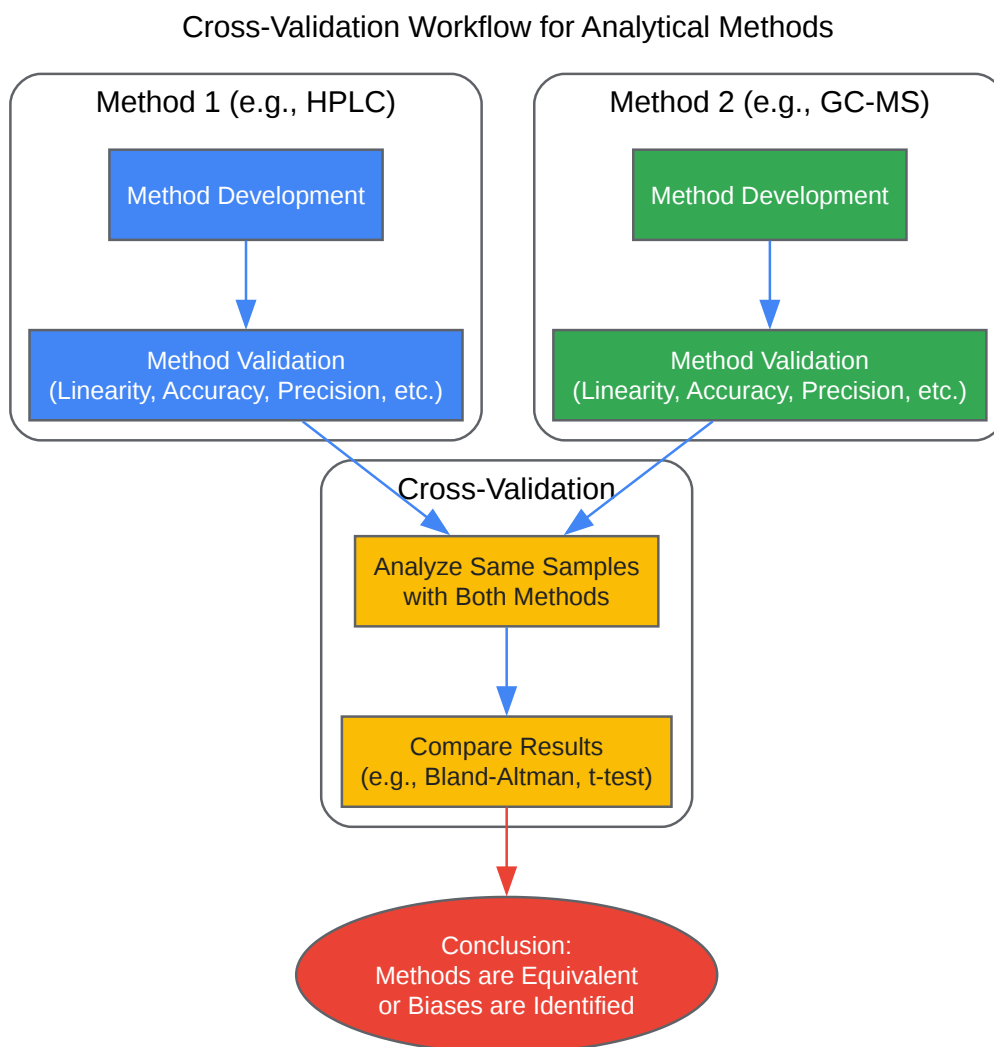 Cross-Validation Workflow for Analytical Methods
Method 1 (e.g., HPLC)
Method Development
Method Validation
(Linearity, Accuracy, Precision, etc.)
Method 2 (e.g., GC-MS)
Method Development
Method Validation
(Linearity, Accuracy, Precision, etc.)
Cross-Validation
Analyze Same Samples
with Both Methods
Compare Results
(e.g., Bland-Altman, t-test)
Conclusion:
Methods are Equivalent
or Biases are Identified